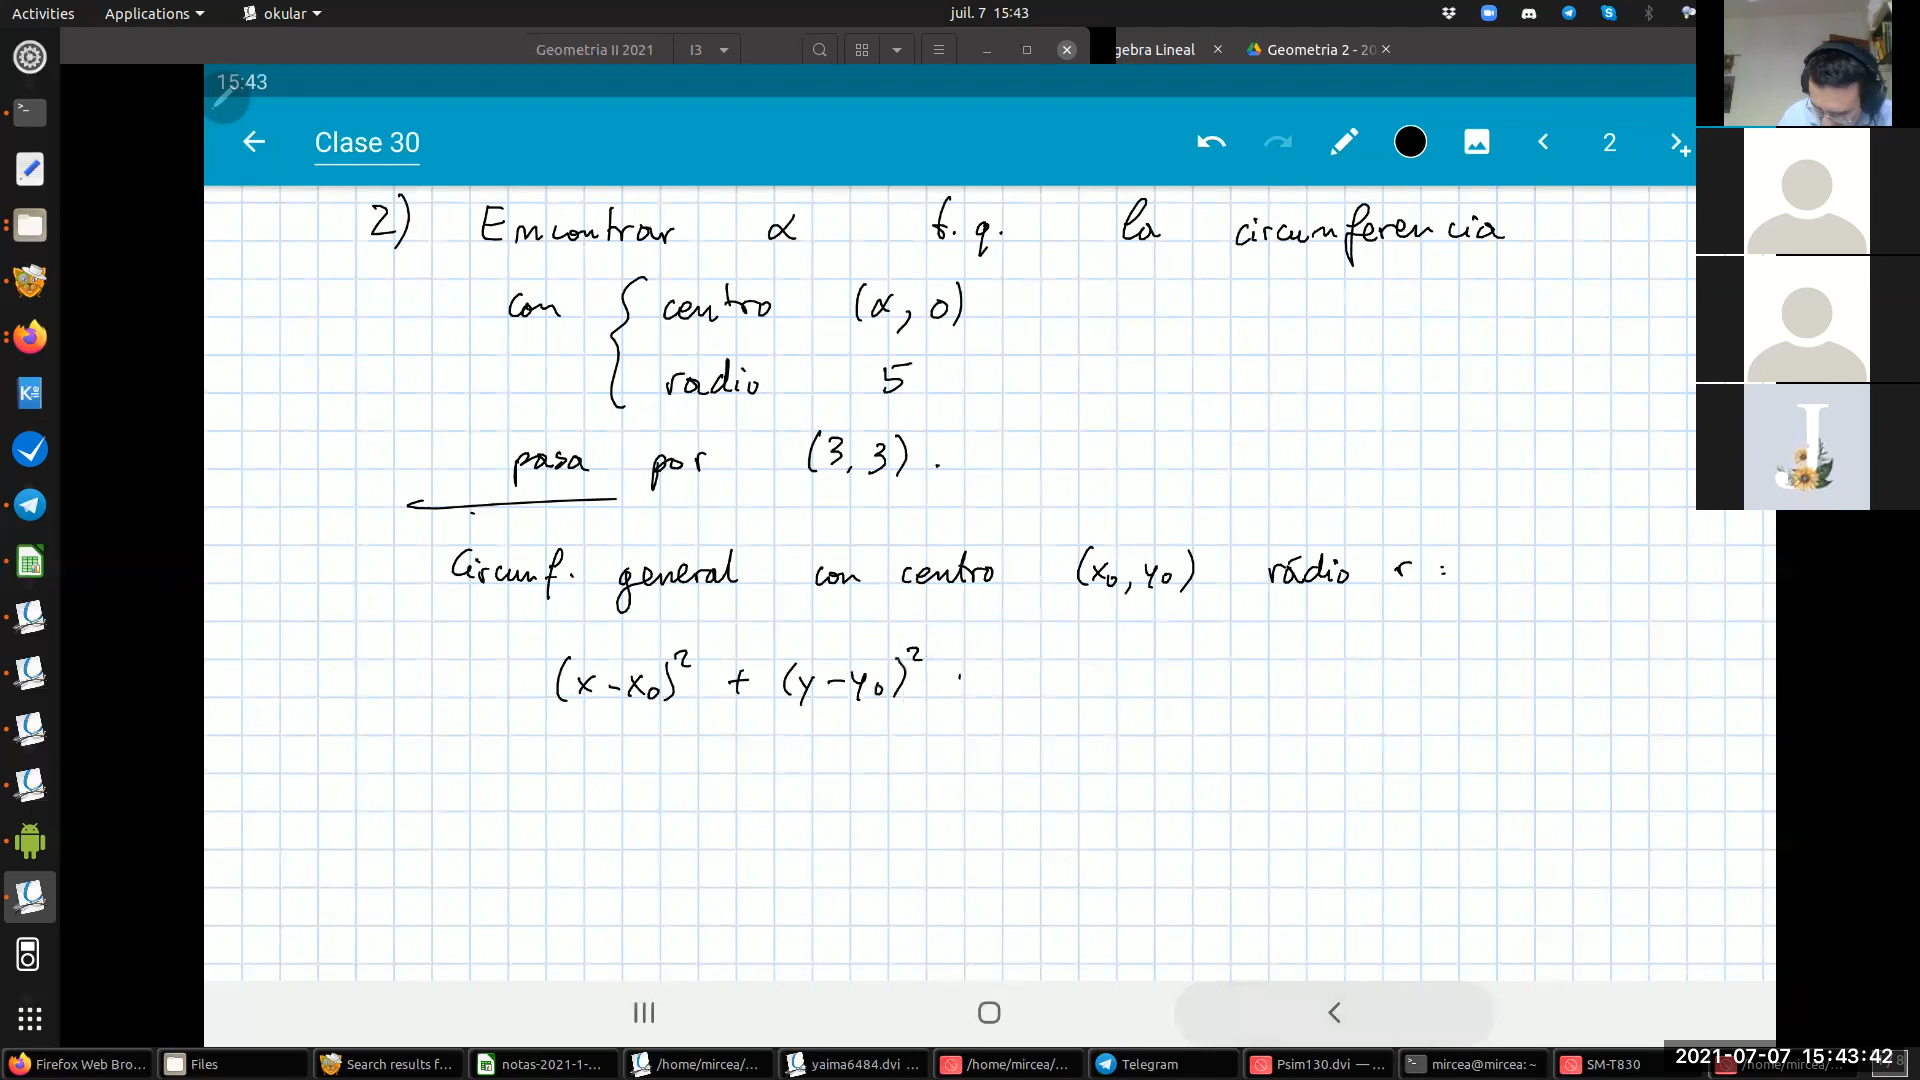 Activities Applications okular juil. 7 15:43
Geometria II 2021 I3 gebra Lineal Geometria 2 - 20
15:43
Clase 30 2
2) Encontrar α t.q. la circumferencia
con { centro (α, 0)
radio 5
pasa por (3, 3).
Circunf. general con centro (x₀, y₀) rádio r :
(x - x₀)² + (y - y₀)²
Firefox Web Bro... Files Search results f... notas-2021-1-... /home/mircea/... yaima6484.dvi ... /home/mircea/... Telegram Psim130.dvi — ... mircea@mircea: ~ SM-T830
2021-07-07 15:43:42